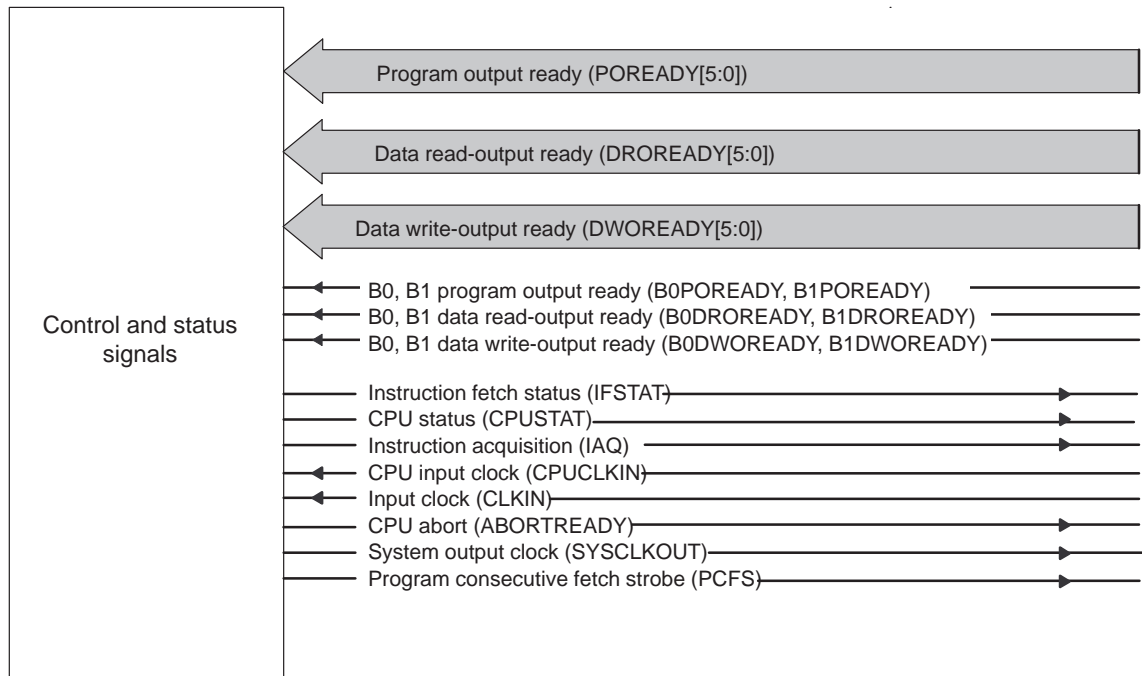 Program output ready (POREADY[5:0])
Data read-output ready (DROREADY[5:0])
Data write-output ready (DWOREADY[5:0])
B0, B1 program output ready (B0POREADY, B1POREADY)
B0, B1 data read-output ready (B0DROREADY, B1DROREADY)
B0, B1 data write-output ready (B0DWOREADY, B1DWOREADY)
Control and status
signals
Instruction fetch status (IFSTAT)
CPU status (CPUSTAT)
Instruction acquisition (IAQ)
CPU input clock (CPUCLKIN)
Input clock (CLKIN)
CPU abort (ABORTREADY)
System output clock (SYSCLKOUT)
Program consecutive fetch strobe (PCFS)